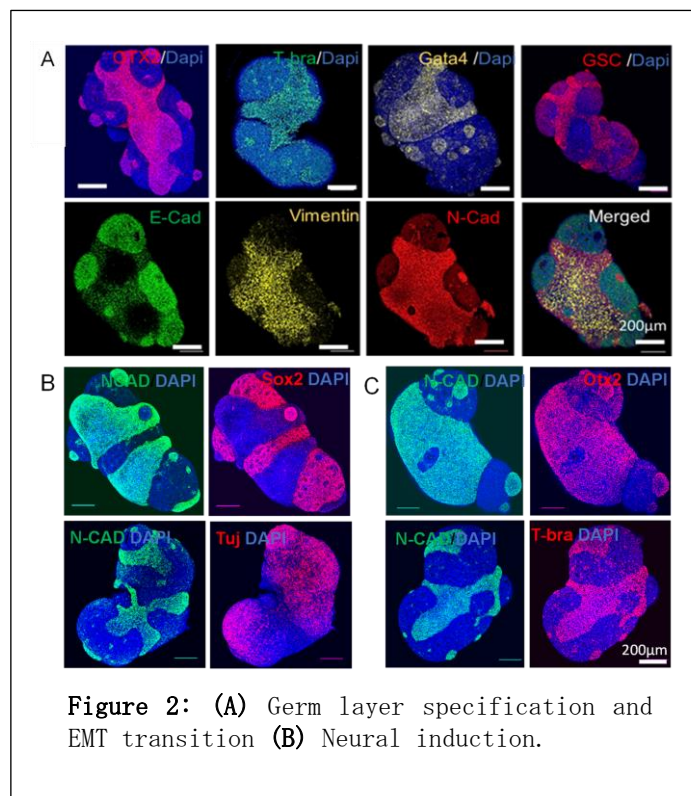 A
OTX2/Dapi
T-bra/Dapi
Gata4 /Dapi
GSC/Dapi
E-Cad
Vimentin
N-Cad
Merged
200μm
B
NCAD DAPI
Sox2 DAPI
C
N-CAD DAPI
Otx2 DAPI
N-CAD DAPI
Tuj DAPI
N-CAD DAPI
T-bra DAPI
200μm
Figure 2: (A) Germ layer specification and
EMT transition (B) Neural induction.